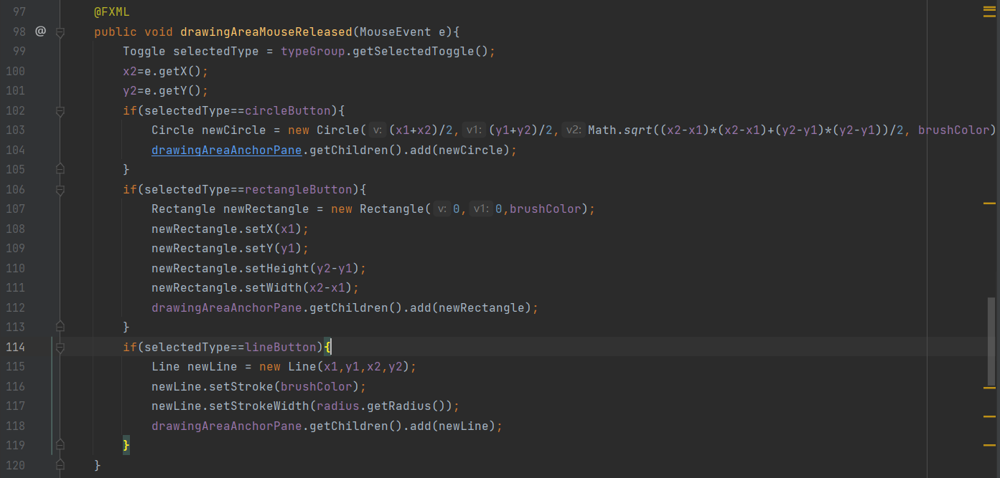 97 @FXML
98 @ public void drawingAreaMouseReleased(MouseEvent e){
99 Toggle selectedType = typeGroup.getSelectedToggle();
100 x2=e.getX();
101 y2=e.getY();
102 if(selectedType==circleButton){
103 Circle newCircle = new Circle( v: (x1+x2)/2, v1: (y1+y2)/2, v2: Math.sqrt((x2-x1)*(x2-x1)+(y2-y1)*(y2-y1))/2, brushColor)
104 drawingAreaAnchorPane.getChildren().add(newCircle);
105 }
106 if(selectedType==rectangleButton){
107 Rectangle newRectangle = new Rectangle( v: 0, v1: 0,brushColor);
108 newRectangle.setX(x1);
109 newRectangle.setY(y1);
110 newRectangle.setHeight(y2-y1);
111 newRectangle.setWidth(x2-x1);
112 drawingAreaAnchorPane.getChildren().add(newRectangle);
113 }
114 if(selectedType==lineButton){
115 Line newLine = new Line(x1,y1,x2,y2);
116 newLine.setStroke(brushColor);
117 newLine.setStrokeWidth(radius.getRadius());
118 drawingAreaAnchorPane.getChildren().add(newLine);
119 }
120 }